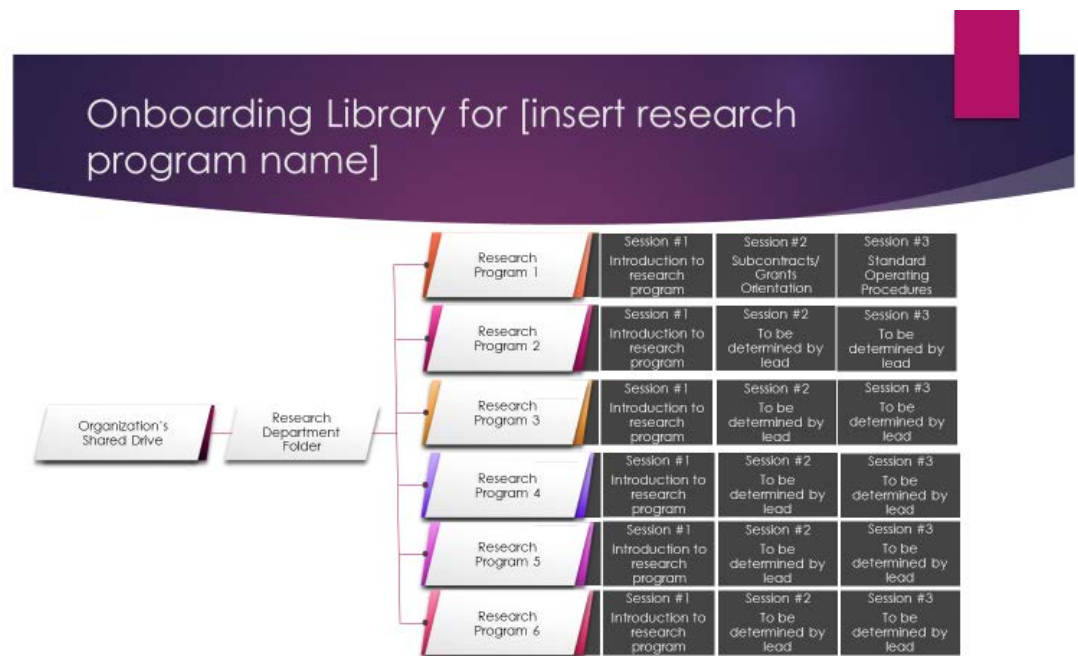 Onboarding Library for [insert research
program name]
Organization's
Shared Drive
Research
Department
Folder
Research
Program 1
Session #1
Introduction to
research
program
Session #2
Subcontracts/
Grants
Orientation
Session #3
Standard
Operating
Procedures
Research
Program 2
Session #1
Introduction to
research
program
Session #2
To be
determined by
lead
Session #3
To be
determined by
lead
Research
Program 3
Session #1
Introduction to
research
program
Session #2
To be
determined by
lead
Session #3
To be
determined by
lead
Research
Program 4
Session #1
Introduction to
research
program
Session #2
To be
determined by
lead
Session #3
To be
determined by
lead
Research
Program 5
Session #1
Introduction to
research
program
Session #2
To be
determined by
lead
Session #3
To be
determined by
lead
Research
Program 6
Session #1
Introduction to
research
program
Session #2
To be
determined by
lead
Session #3
To be
determined by
lead